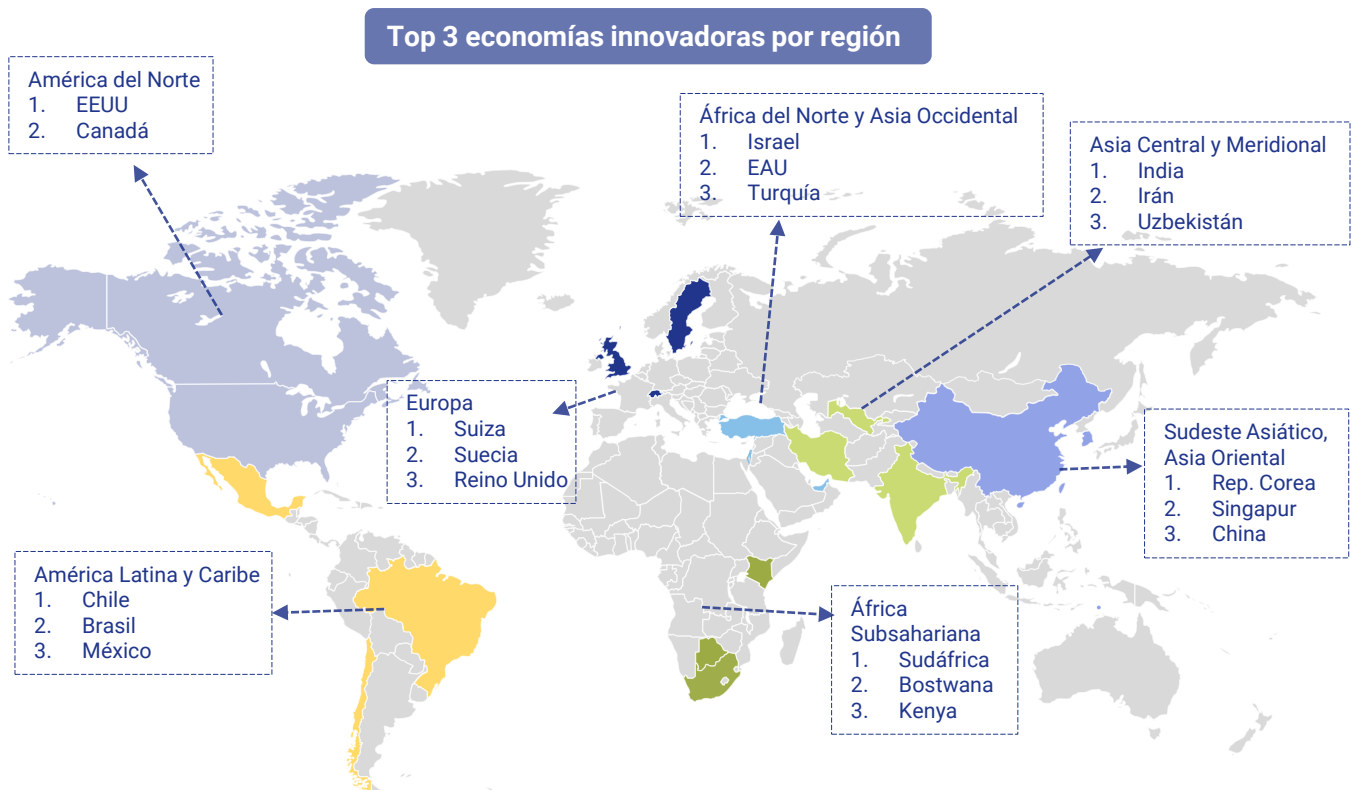 Top 3 economías innovadoras por región
América del Norte
1. EEUU
2. Canadá
África del Norte y Asia Occidental
1. Israel
2. EAU
3. Turquía
Asia Central y Meridional
1. India
2. Irán
3. Uzbekistán
Europa
1. Suiza
2. Suecia
3. Reino Unido
Sudeste Asiático,
Asia Oriental
1. Rep. Corea
2. Singapur
3. China
América Latina y Caribe
1. Chile
2. Brasil
3. México
África
Subsahariana
1. Sudáfrica
2. Bostwana
3. Kenya